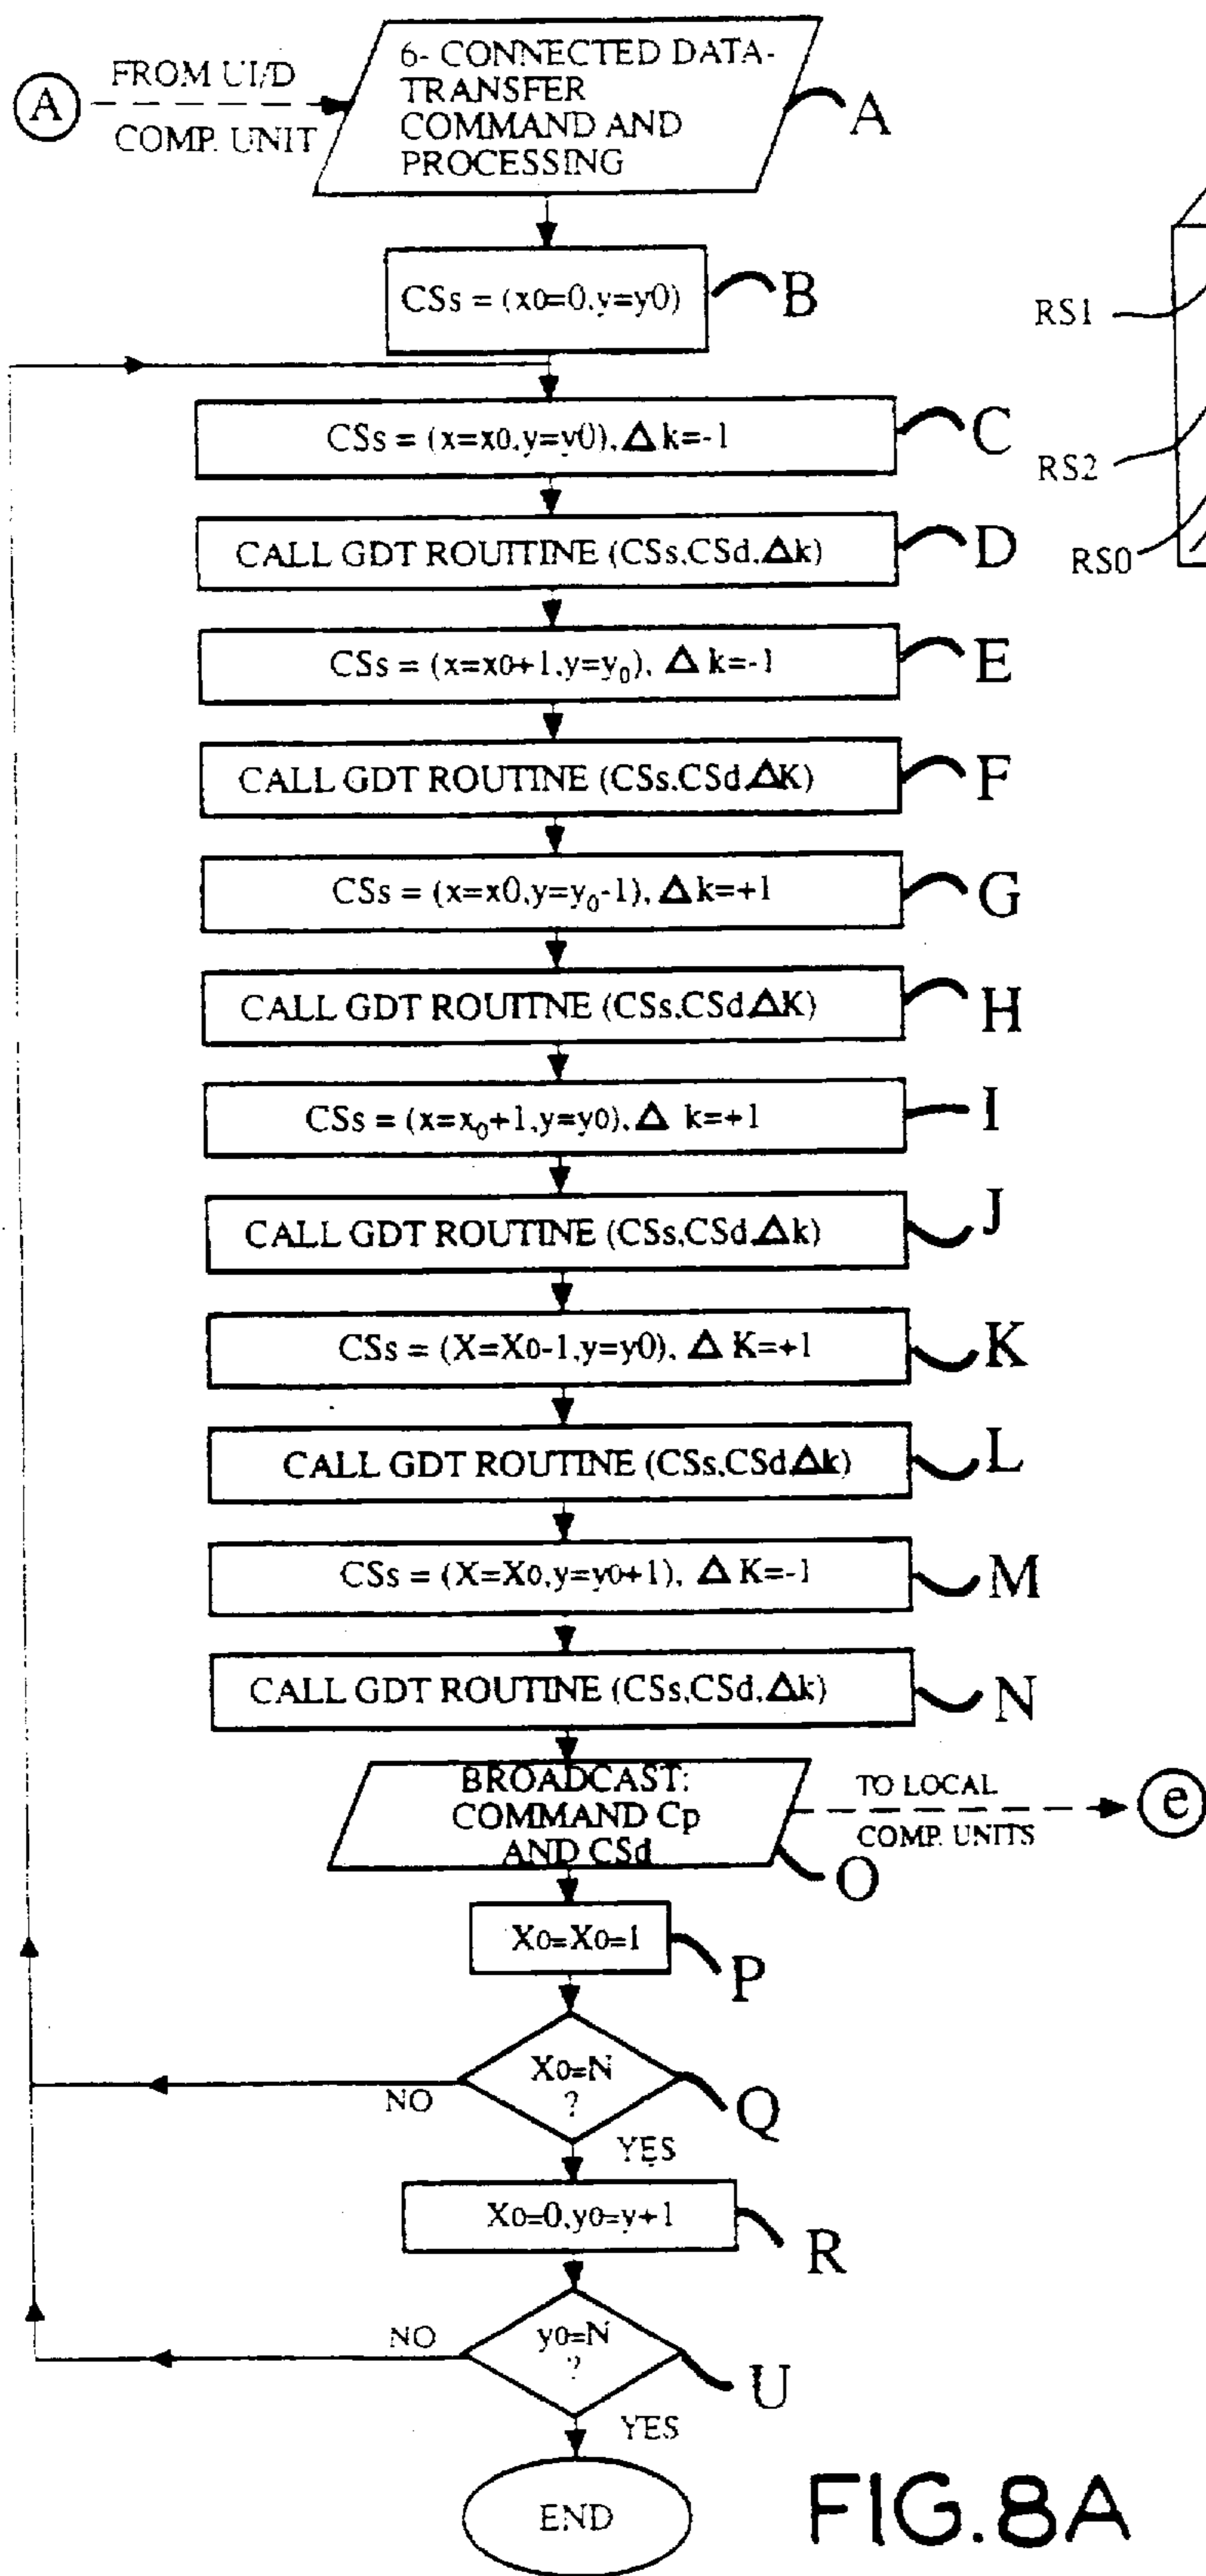 A
FROM UI/D
COMP. UNIT
6- CONNECTED DATA-
TRANSFER
COMMAND AND
PROCESSING
A
CSs = (x0=0,y=y0)
B
RS1
RS2
RS0
CSs = (x=x0,y=y0), Δ k=-1
C
CALL GDT ROUITINE (CSs,CSd,Δk)
D
CSs = (x=x0+1,y=y₀), Δ k=-1
E
CALL GDT ROUTINE (CSs,CSd,ΔK)
F
CSs = (x=x0,y=y₀-1), Δ k=+1
G
CALL GDT ROUITNE (CSs,CSd,ΔK)
H
CSs = (x=x₀+1,y=y0), Δ k=+1
I
CALL GDT ROUTINE (CSs,CSd,Δk)
J
CSs = (X=X0-1,y=y0), Δ K=+1
K
CALL GDT ROUTINE (CSs,CSd,Δk)
L
CSs = (X=X0,y=y0+1), Δ K=-1
M
CALL GDT ROUTINE (CSs,CSd,Δk)
N
BROADCAST:
COMMAND Cp
AND CSd
O
TO LOCAL
COMP. UNITS
e
X0=X0=1
P
X0=N
?
Q
NO
YES
X0=0,y0=y+1
R
y0=N
?
U
NO
YES
END
FIG.8A